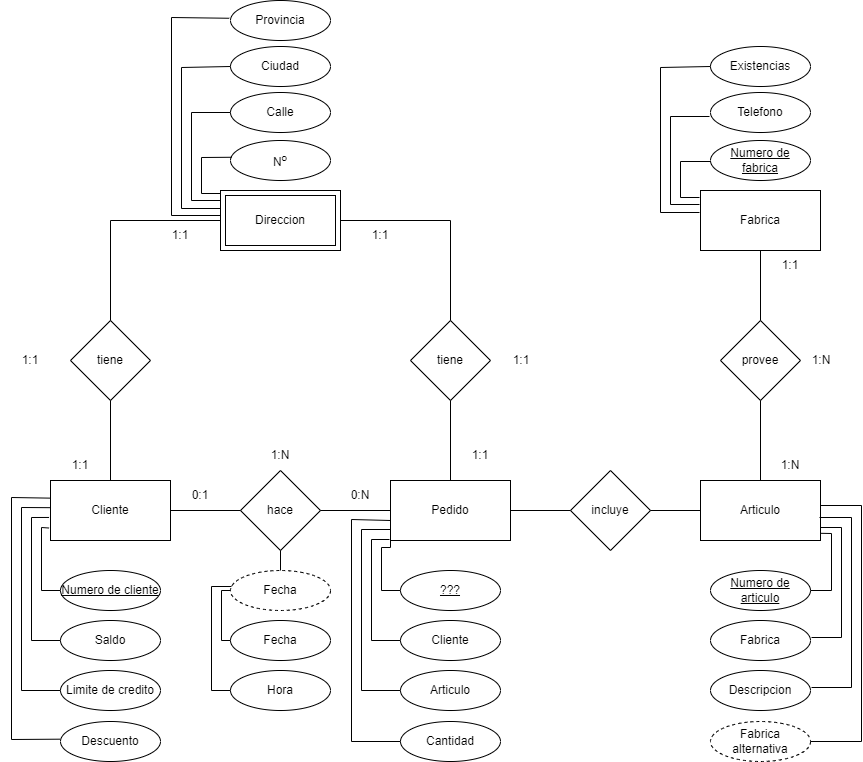 Provincia
Ciudad
Calle
Nº
Direccion
1:1
1:1
Existencias
Telefono
Numero de
fabrica
Fabrica
1:1
1:1
tiene
tiene
1:1
provee
1:N
1:1
1:N
1:1
1:N
Cliente
0:1
hace
0:N
Pedido
incluye
Articulo
Numero de cliente
Saldo
Limite de credito
Descuento
Fecha
Fecha
Hora
???
Cliente
Articulo
Cantidad
Numero de
articulo
Fabrica
Descripcion
Fabrica
alternativa